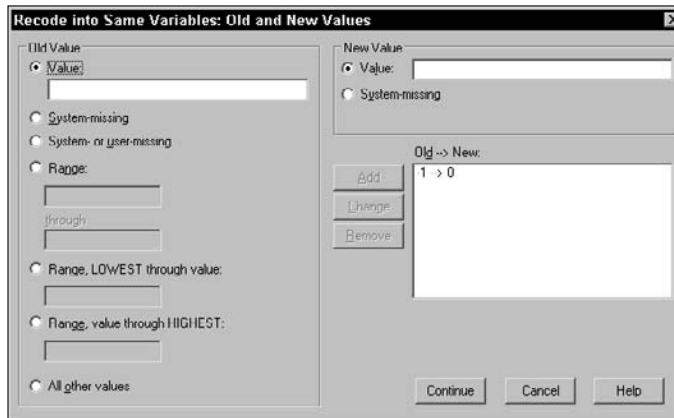 Recode into Same Variables: Old and New Values
Old Value
Value:
System-missing
System- or user-missing
Range:
through
Range, LOWEST through value:
Range, value through HIGHEST:
All other values
New Value
Value:
System-missing
Old --> New:
Add
Change
Remove
1 -> 0
Continue
Cancel
Help